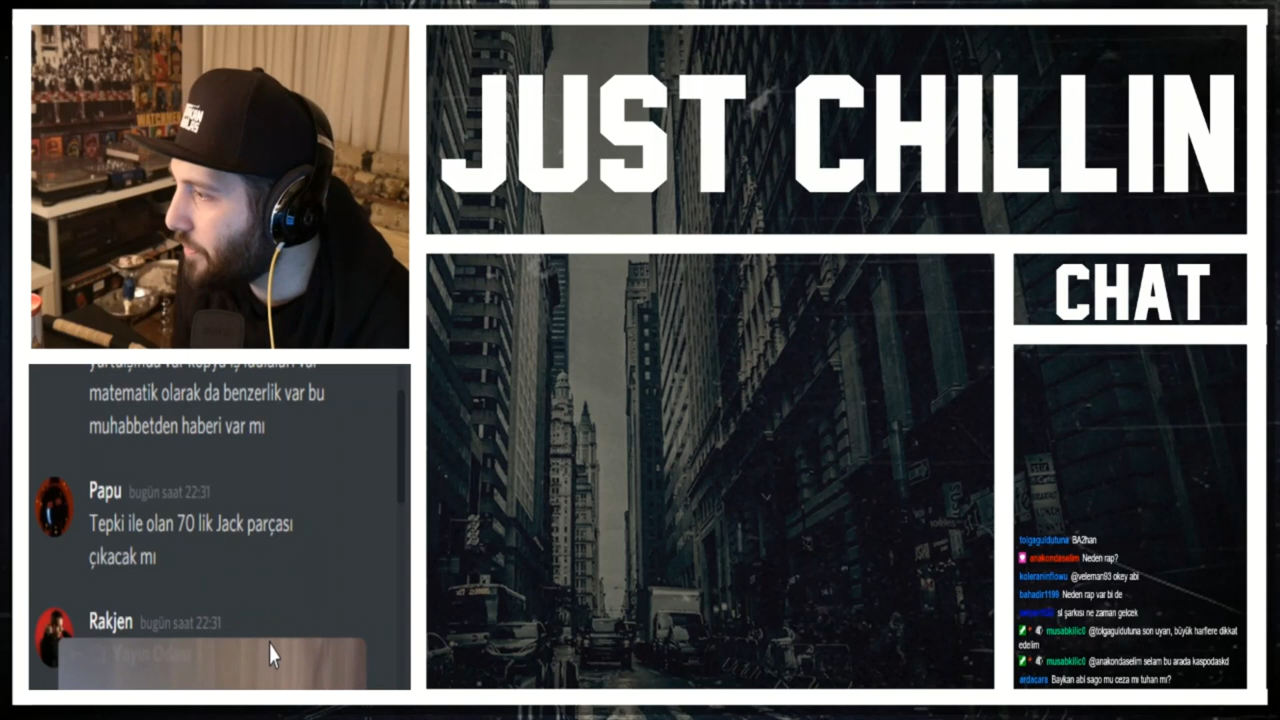 JUST CHILLIN
CHAT
matematik olarak da benzerlik var bu
muhabbetden haberi var mı
Papu bugün saat 22:31
Tepki ile olan 70 lik Jack parçası
çıkacak mı
Rakjen bugün saat 22:31
tolgaguldutuna BA2han
anakondaselim Neden rap?
koleraninflowu @veleman93 okey abi
bahadir1199 Neden rap var bi de
sl şarkısı ne zaman gelcek
musabkilic0 @tolgaguldutuna son uyarı, büyük harflere dikkat
edelim
musabkilic0 @anakondaselim selam bu arada kaspodaskd
ardacara Baykan abi sago mu ceza mı tuhan mı?